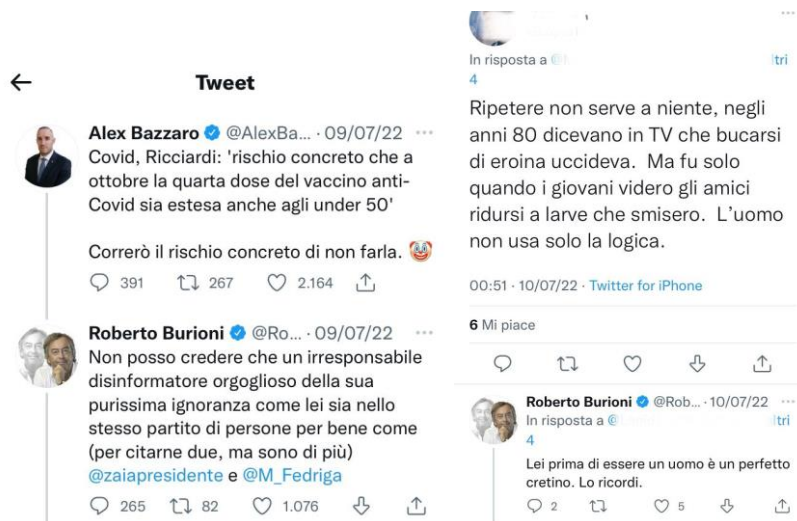 Tweet
Alex Bazzaro @AlexBa... · 09/07/22
Covid, Ricciardi: 'rischio concreto che a
ottobre la quarta dose del vaccino anti-
Covid sia estesa anche agli under 50'
Correrò il rischio concreto di non farla. 🤡
391 267 2.164
Roberto Burioni @Ro... · 09/07/22
Non posso credere che un irresponsabile
disinformatore orgoglioso della sua
purissima ignoranza come lei sia nello
stesso partito di persone per bene come
(per citarne due, ma sono di più)
@zaiapresidente e @M_Fedriga
265 82 1.076
In risposta a @ ltri
4
Ripetere non serve a niente, negli
anni 80 dicevano in TV che bucarsi
di eroina uccideva. Ma fu solo
quando i giovani videro gli amici
ridursi a larve che smisero. L'uomo
non usa solo la logica.
00:51 · 10/07/22 · Twitter for iPhone
6 Mi piace
Roberto Burioni @Rob... · 10/07/22
In risposta a @ ltri
4
Lei prima di essere un uomo è un perfetto
cretino. Lo ricordi.
2 5